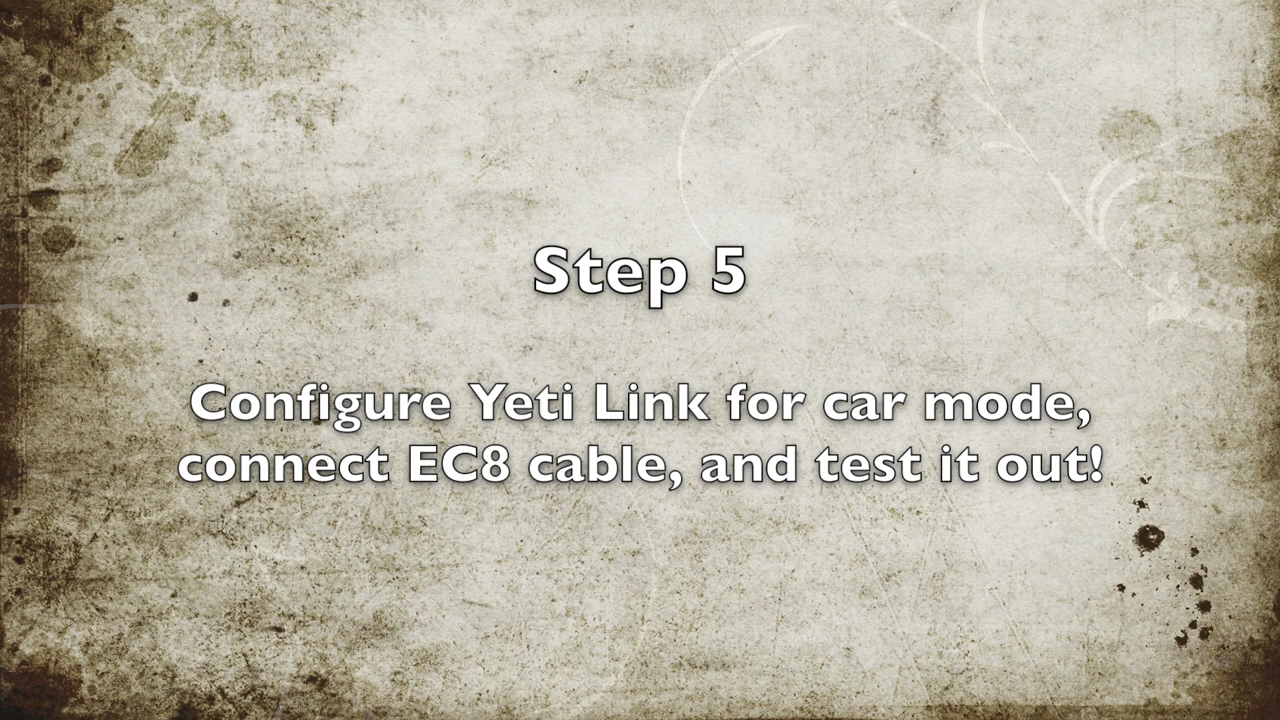 Step 5
Configure Yeti Link for car mode,
connect EC8 cable, and test it out!